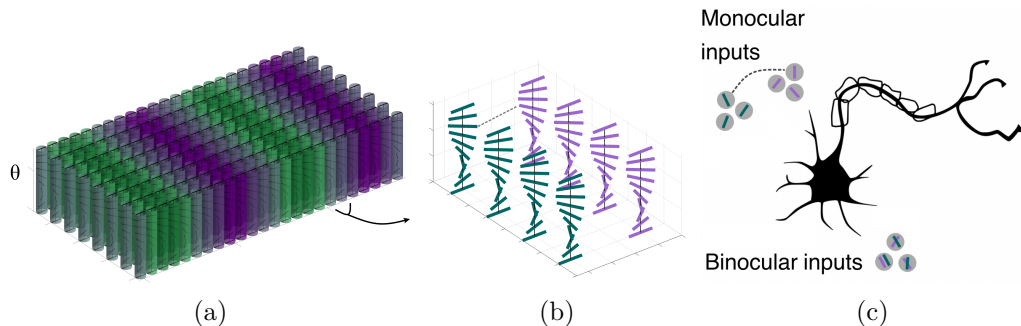 Monocular
inputs
θ
Binocular inputs
(a)
(b)
(c)